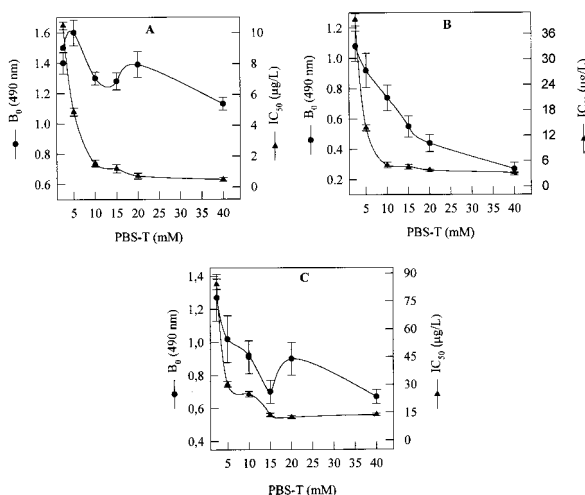 A
1.6
1.4
1.2
1.0
0.8
0.6
10
8
6
4
2
0
B₀ (490 nm)
IC₅₀ (µg/L)
5 10 15 20 25 30 35 40
PBS-T (mM)
B
1.2
1.0
0.8
0.6
0.4
0.2
36
30
24
18
12
6
0
B₀ (490 nm)
IC (µg/L)
5 10 15 20 25 30 35 40
PBS-T (mM)
C
1,4
1,2
1,0
0,8
0,6
0,4
90
75
60
45
30
15
0
B₀ (490 nm)
IC₅₀ (µg/L)
5 10 15 20 25 30 35 40
PBS-T (mM)